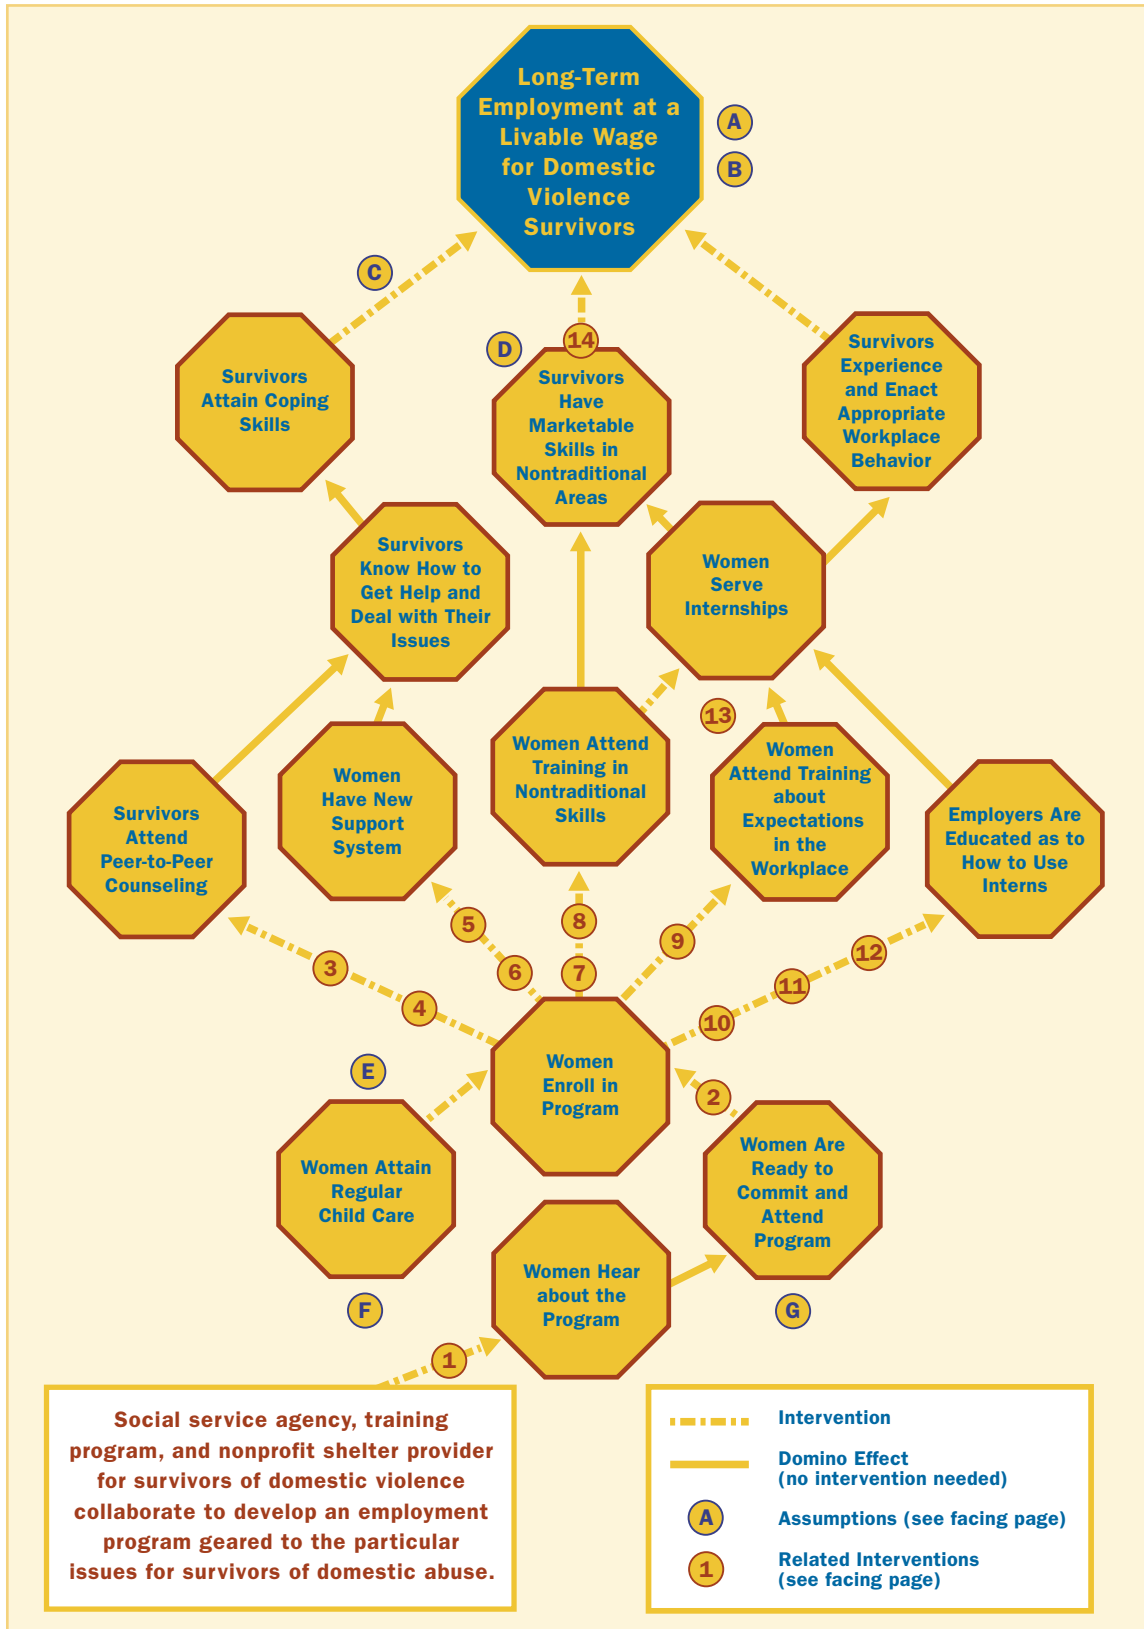 Long-Term
Employment at a
Livable Wage
for Domestic
Violence
Survivors
A
B
C
D
14
Survivors
Attain Coping
Skills
Survivors
Have
Marketable
Skills in
Nontraditional
Areas
Survivors
Experience
and Enact
Appropriate
Workplace
Behavior
Survivors
Know How to
Get Help and
Deal with Their
Issues
Women
Serve
Internships
13
Survivors
Attend
Peer-to-Peer
Counseling
Women
Have New
Support
System
Women Attend
Training in
Nontraditional
Skills
Women
Attend Training
about
Expectations
in the
Workplace
Employers Are
Educated as to
How to Use
Interns
3
4
5
6
8
7
9
10
11
12
E
Women
Enroll in
Program
2
Women Attain
Regular
Child Care
F
Women Are
Ready to
Commit and
Attend
Program
G
Women Hear
about the
Program
1
Social service agency, training
program, and nonprofit shelter provider
for survivors of domestic violence
collaborate to develop an employment
program geared to the particular
issues for survivors of domestic abuse.
Intervention
Domino Effect
(no intervention needed)
A Assumptions (see facing page)
1 Related Interventions
(see facing page)